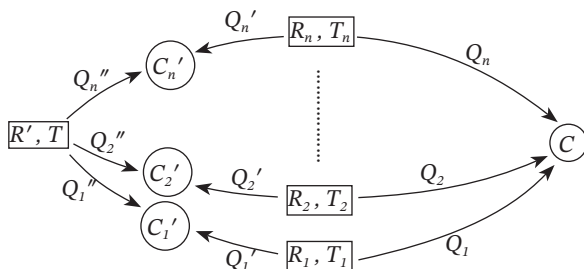 Qₙ′
Rₙ, Tₙ
Qₙ
Qₙ″
Cₙ′
R′, T
Q₂″
C
C₂′
Q₂′
Q₂
Q₁″
R₂, T₂
C₁′
Q₁
Q₁′
R₁, T₁